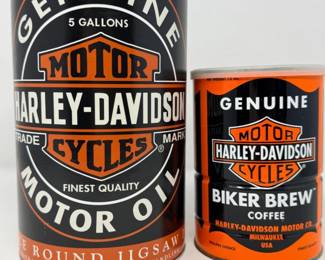 GENUINE
5 GALLONS
MOTOR
HARLEY-DAVIDSON
TRADE MARK
CYCLES
FINEST QUALITY
MOTOR OIL
ROUND JIGSAW
GENUINE
MOTOR
HARLEY-DAVIDSON
CYCLES
BIKER BREW™
COFFEE
HARLEY-DAVIDSON MOTOR CO.
MILWAUKEE
USA